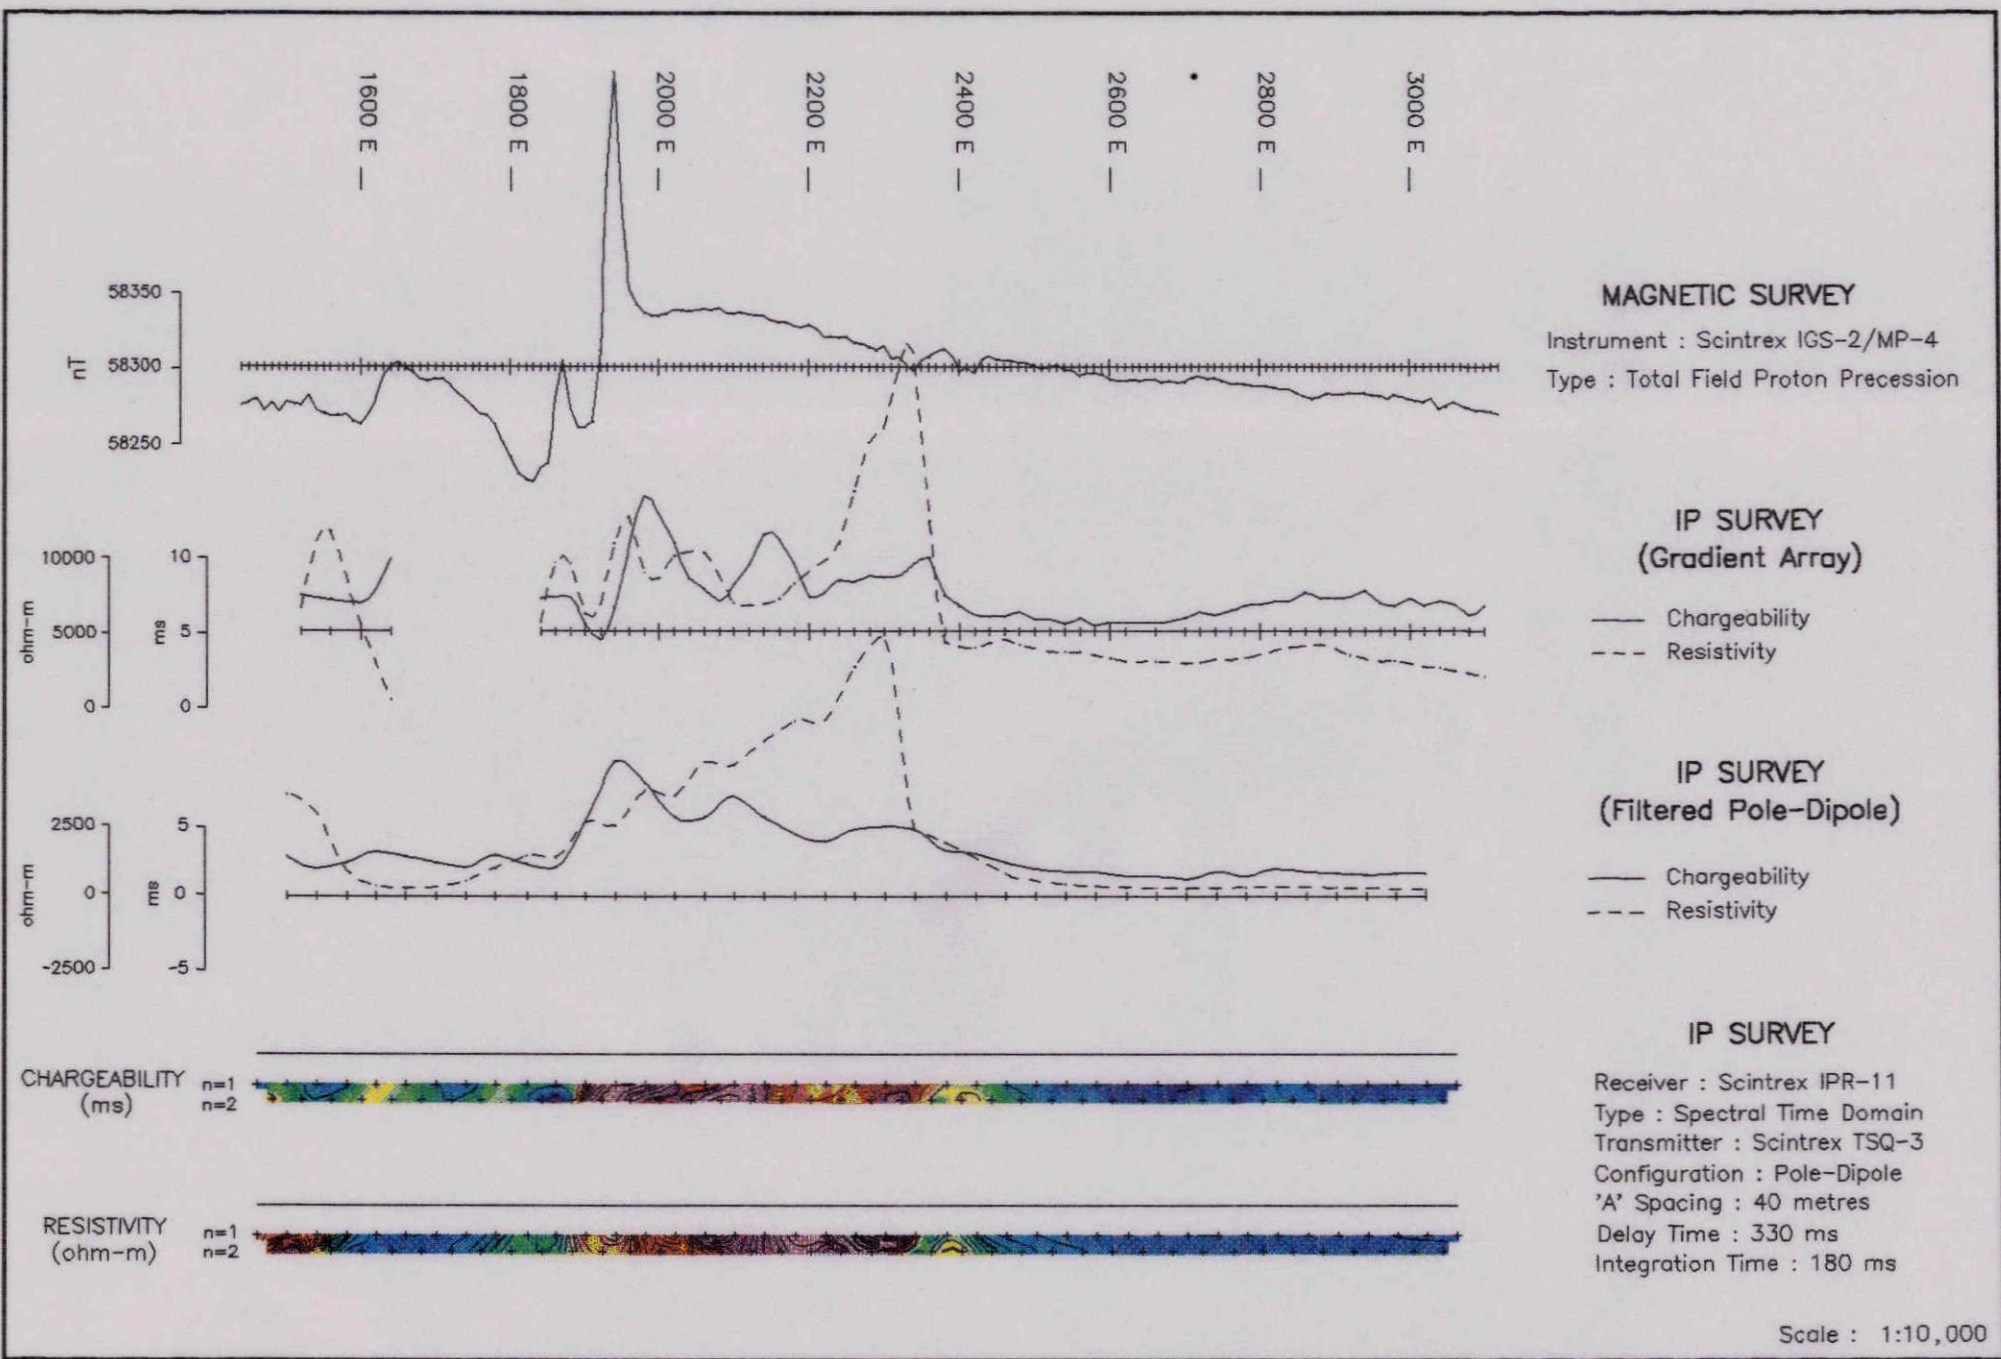 1600 E
1800 E
2000 E
2200 E
2400 E
2600 E
2800 E
3000 E
58350
nT
58300
58250
MAGNETIC SURVEY
Instrument : Scintrex IGS-2/MP-4
Type : Total Field Proton Precession
10000
10
ohm-m
5000
ms
5
0
0
IP SURVEY
(Gradient Array)
Chargeability
Resistivity
2500
5
ohm-m
0
ms
0
-2500
-5
IP SURVEY
(Filtered Pole-Dipole)
Chargeability
Resistivity
CHARGEABILITY n=1
(ms) n=2
RESISTIVITY n=1
(ohm-m) n=2
IP SURVEY
Receiver : Scintrex IPR-11
Type : Spectral Time Domain
Transmitter : Scintrex TSQ-3
Configuration : Pole-Dipole
'A' Spacing : 40 metres
Delay Time : 330 ms
Integration Time : 180 ms
Scale : 1:10,000